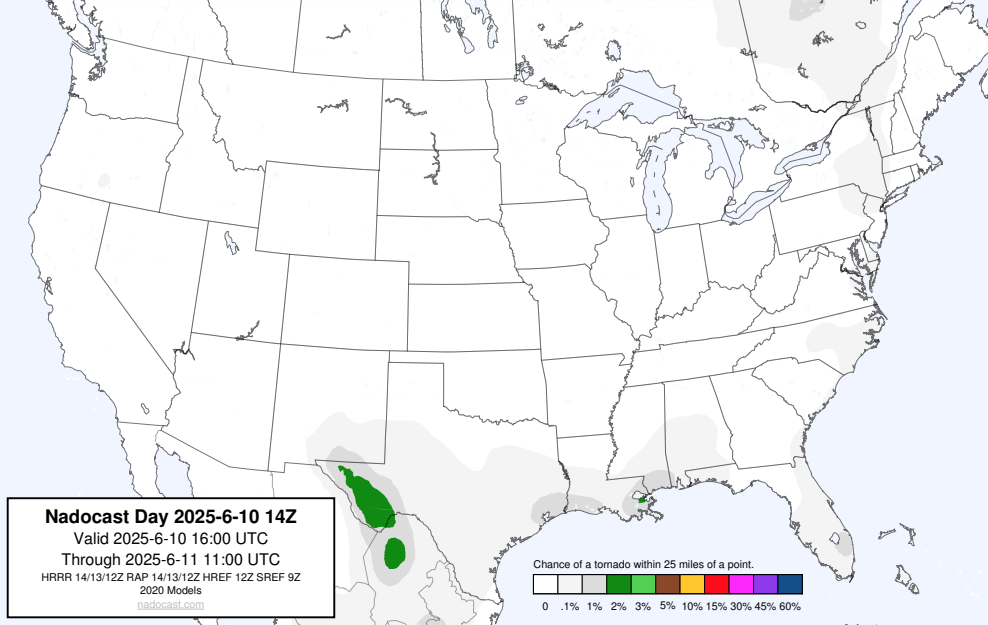 Nadocast Day 2025-6-10 14Z
Valid 2025-6-10 16:00 UTC
Through 2025-6-11 11:00 UTC
HRRR 14/13/12Z RAP 14/13/12Z HREF 12Z SREF 9Z
2020 Models
nadocast.com
Chance of a tornado within 25 miles of a point.
0 .1% 1% 2% 3% 5% 10% 15% 30% 45% 60%